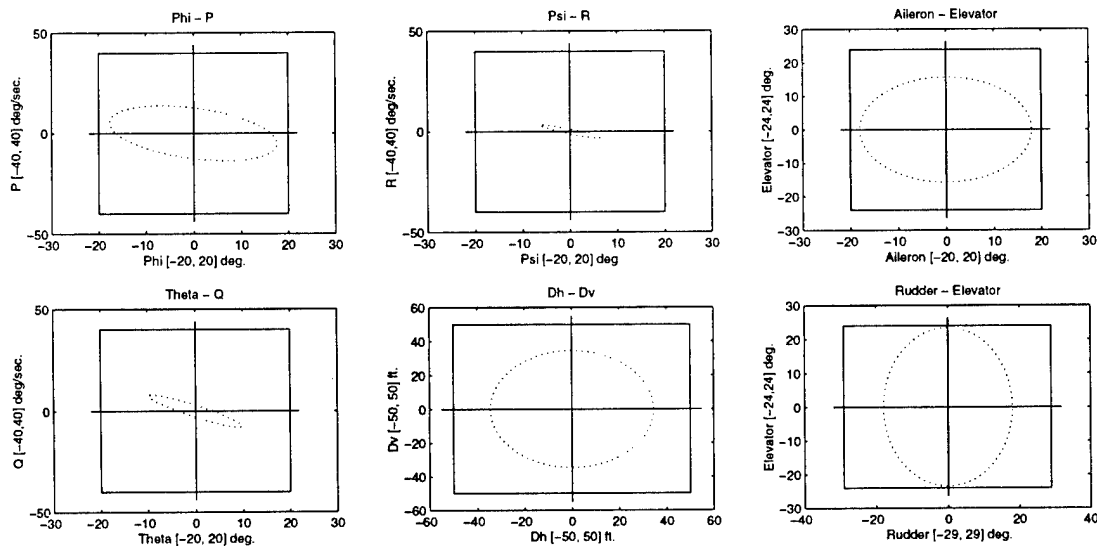 Phi − P
50
0
−50
P [−40, 40] deg/sec.
−30 −20 −10 0 10 20 30
Phi [−20, 20] deg.
Psi − R
50
0
−50
R [−40,40] deg/sec.
−30 −20 −10 0 10 20 30
Psi [−20, 20] deg
Aileron − Elevator
30
20
10
0
−10
−20
−30
Elevator [−24,24] deg.
−30 −20 −10 0 10 20 30
Aileron [−20, 20] deg.
Theta − Q
50
0
−50
Q [−40,40] deg/sec.
−30 −20 −10 0 10 20 30
Theta [−20, 20] deg.
Dh − Dv
60
40
20
0
−20
−40
−60
Dv [−50, 50] ft.
−60 −40 −20 0 20 40 60
Dh [−50, 50] ft.
Rudder − Elevator
30
20
10
0
−10
−20
−30
Elevator [−24,24] deg.
−40 −20 0 20 40
Rudder [−29, 29] deg.